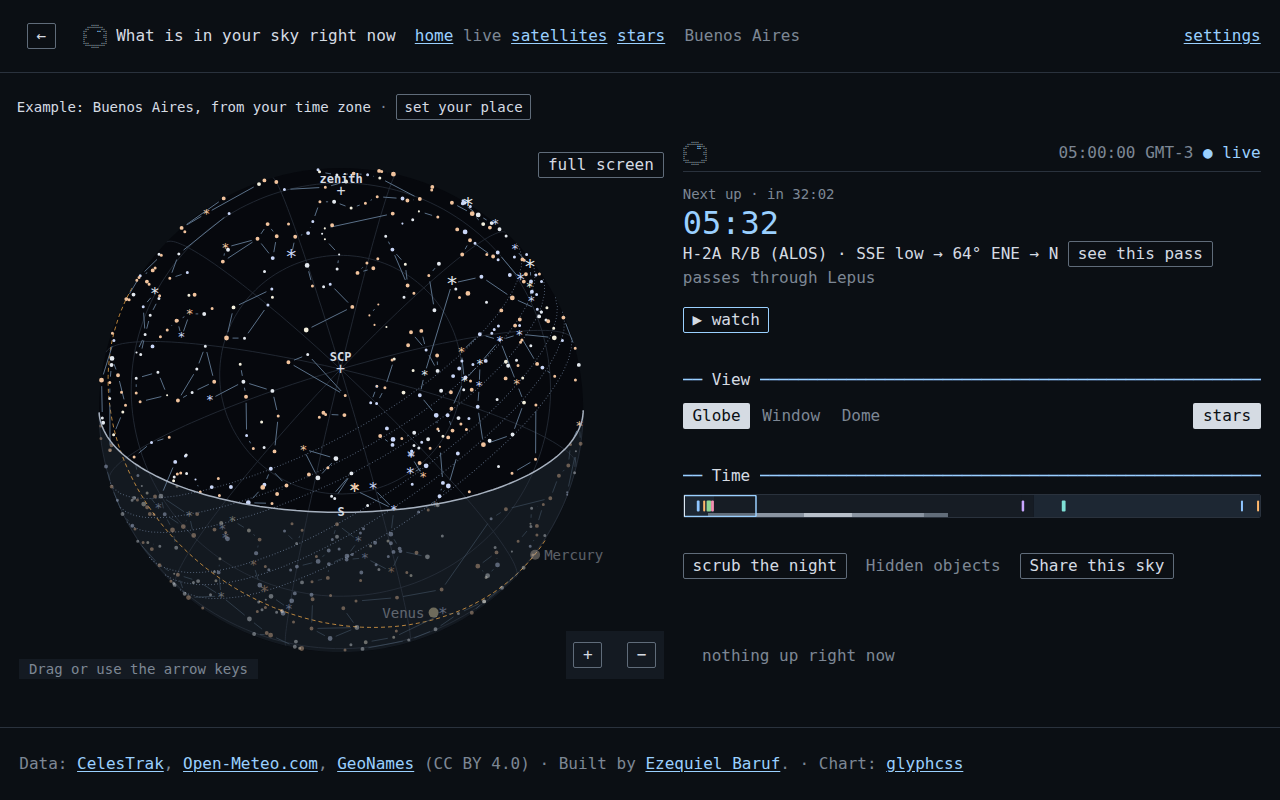 ← What is in your sky right now home live satellites stars Buenos Aires settings
Example: Buenos Aires, from your time zone · set your place
full screen
zenith
SCP
S
Mercury
Venus
Drag or use the arrow keys
+ −
05:00:00 GMT-3 ● live
Next up · in 32:02
05:32
H-2A R/B (ALOS) · SSE low → 64° ENE → N see this pass
passes through Lepus
▶ watch
View
Globe Window Dome stars
Time
scrub the night Hidden objects Share this sky
nothing up right now
Data: CelesTrak, Open-Meteo.com, GeoNames (CC BY 4.0) · Built by Ezequiel Baruf. · Chart: glyphcss